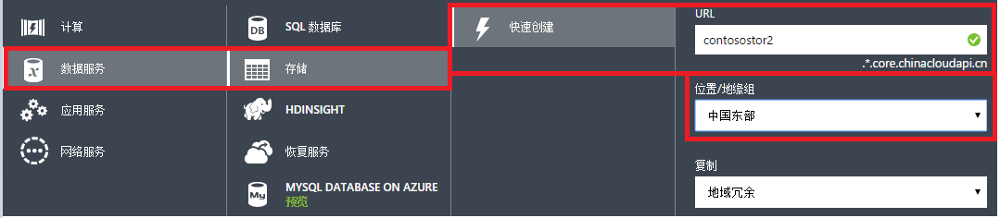 计算
数据服务
应用服务
网络服务
DB
SQL 数据库
存储
HDINSIGHT
恢复服务
My
MYSQL DATABASE ON AZURE
预览
快速创建
URL
contosostor2
.*.core.chinacloudapi.cn
位置/地缘组
中国东部
复制
地域冗余